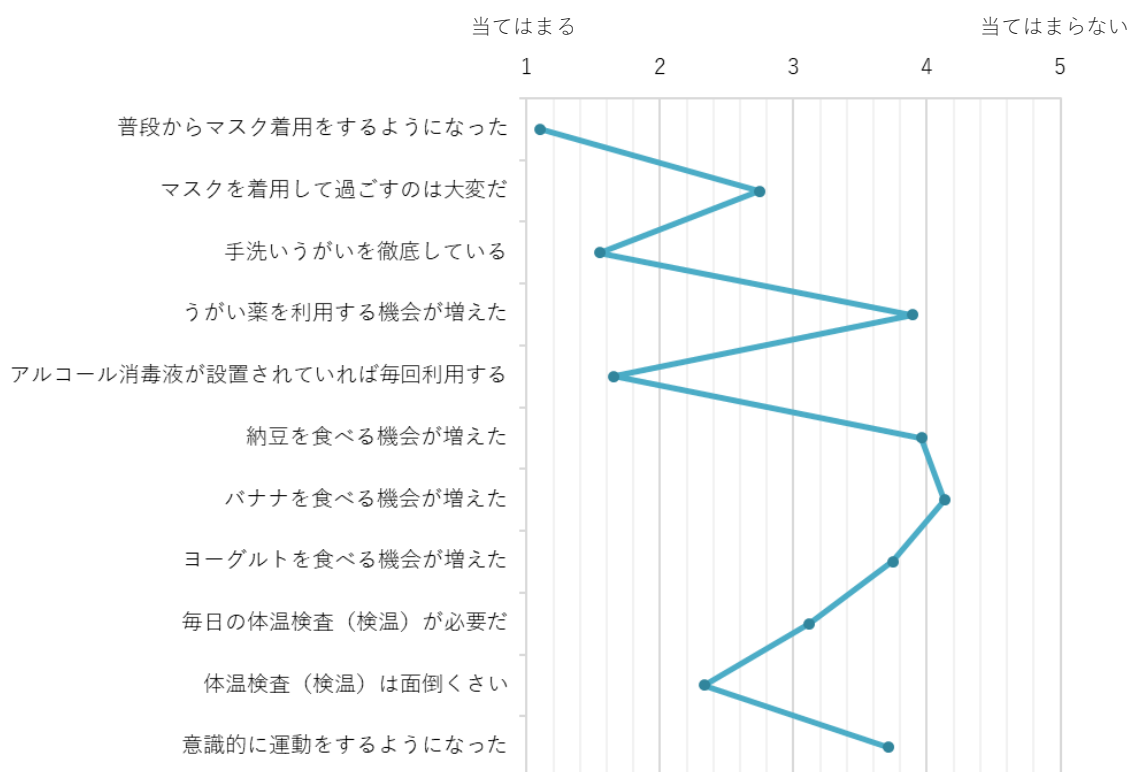 当てはまる 当てはまらない
1 2 3 4 5
普段からマスク着用をするようになった
マスクを着用して過ごすのは大変だ
手洗いうがいを徹底している
うがい薬を利用する機会が増えた
アルコール消毒液が設置されていれば毎回利用する
納豆を食べる機会が増えた
バナナを食べる機会が増えた
ヨーグルトを食べる機会が増えた
毎日の体温検査（検温）が必要だ
体温検査（検温）は面倒くさい
意識的に運動をするようになった